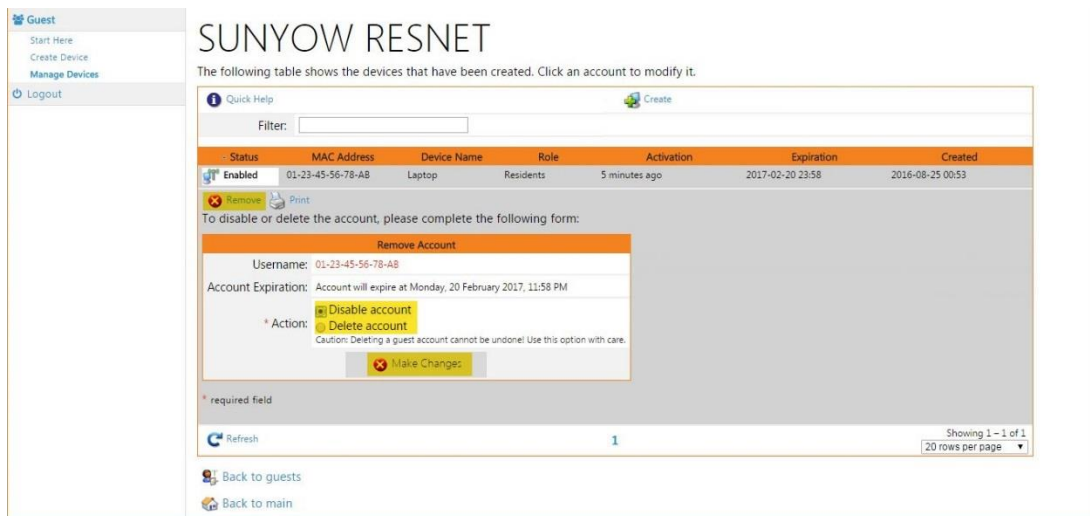 Guest
Start Here
Create Device
Manage Devices
Logout
SUNYOW RESNET
The following table shows the devices that have been created. Click an account to modify it.
Quick Help Create
Filter:
Status MAC Address Device Name Role Activation Expiration Created
Enabled 01-23-45-56-78-AB Laptop Residents 5 minutes ago 2017-02-20 23:58 2016-08-25 00:53
Remove Print
To disable or delete the account, please complete the following form:
Remove Account
Username: 01-23-45-56-78-AB
Account Expiration: Account will expire at Monday, 20 February 2017, 11:58 PM
* Action: Disable account
Delete account
Caution: Deleting a guest account cannot be undone! Use this option with care.
Make Changes
* required field
Refresh 1 Showing 1 – 1 of 1
20 rows per page
Back to guests
Back to main